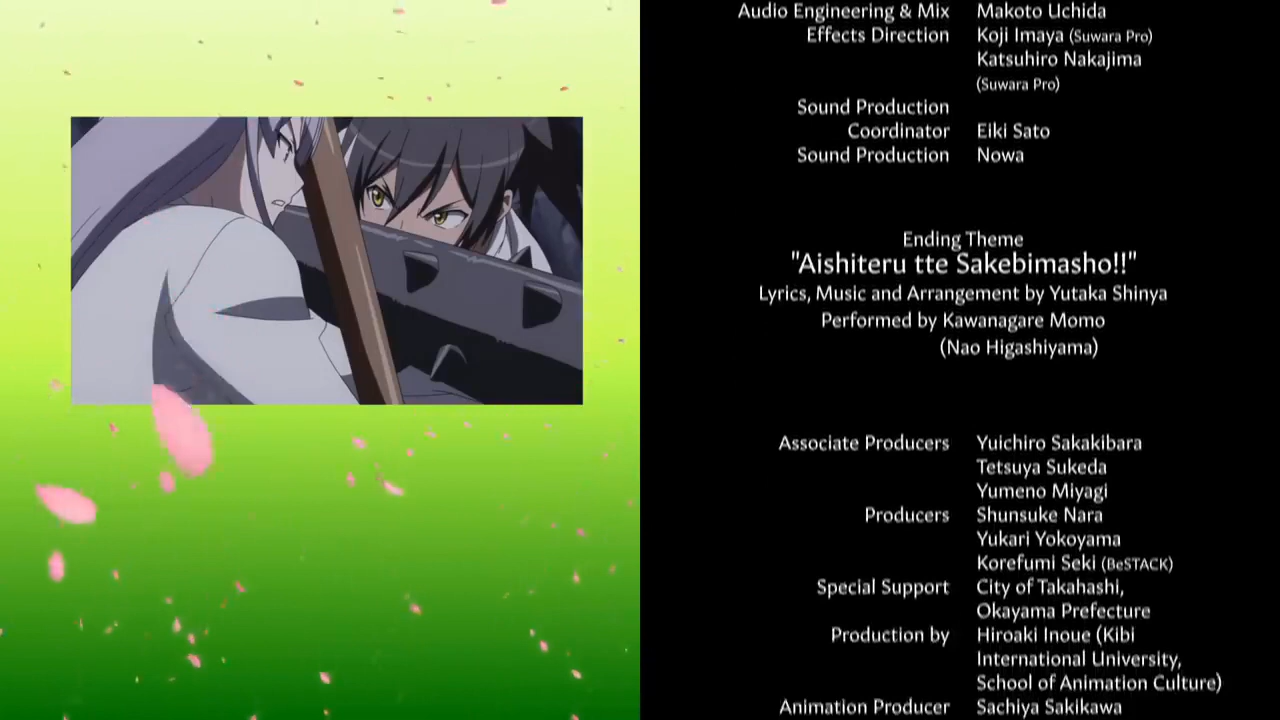 Audio Engineering & Mix Makoto Uchida
Effects Direction Koji Imaya (Suwara Pro)
Katsuhiro Nakajima
(Suwara Pro)
Sound Production
Coordinator Eiki Sato
Sound Production Nowa
Ending Theme
"Aishiteru tte Sakebimasho!!"
Lyrics, Music and Arrangement by Yutaka Shinya
Performed by Kawanagare Momo
(Nao Higashiyama)
Associate Producers Yuichiro Sakakibara
Tetsuya Sukeda
Yumeno Miyagi
Producers Shunsuke Nara
Yukari Yokoyama
Korefumi Seki (BeSTACK)
Special Support City of Takahashi,
Okayama Prefecture
Production by Hiroaki Inoue (Kibi
International University,
School of Animation Culture)
Animation Producer Sachiya Sakikawa